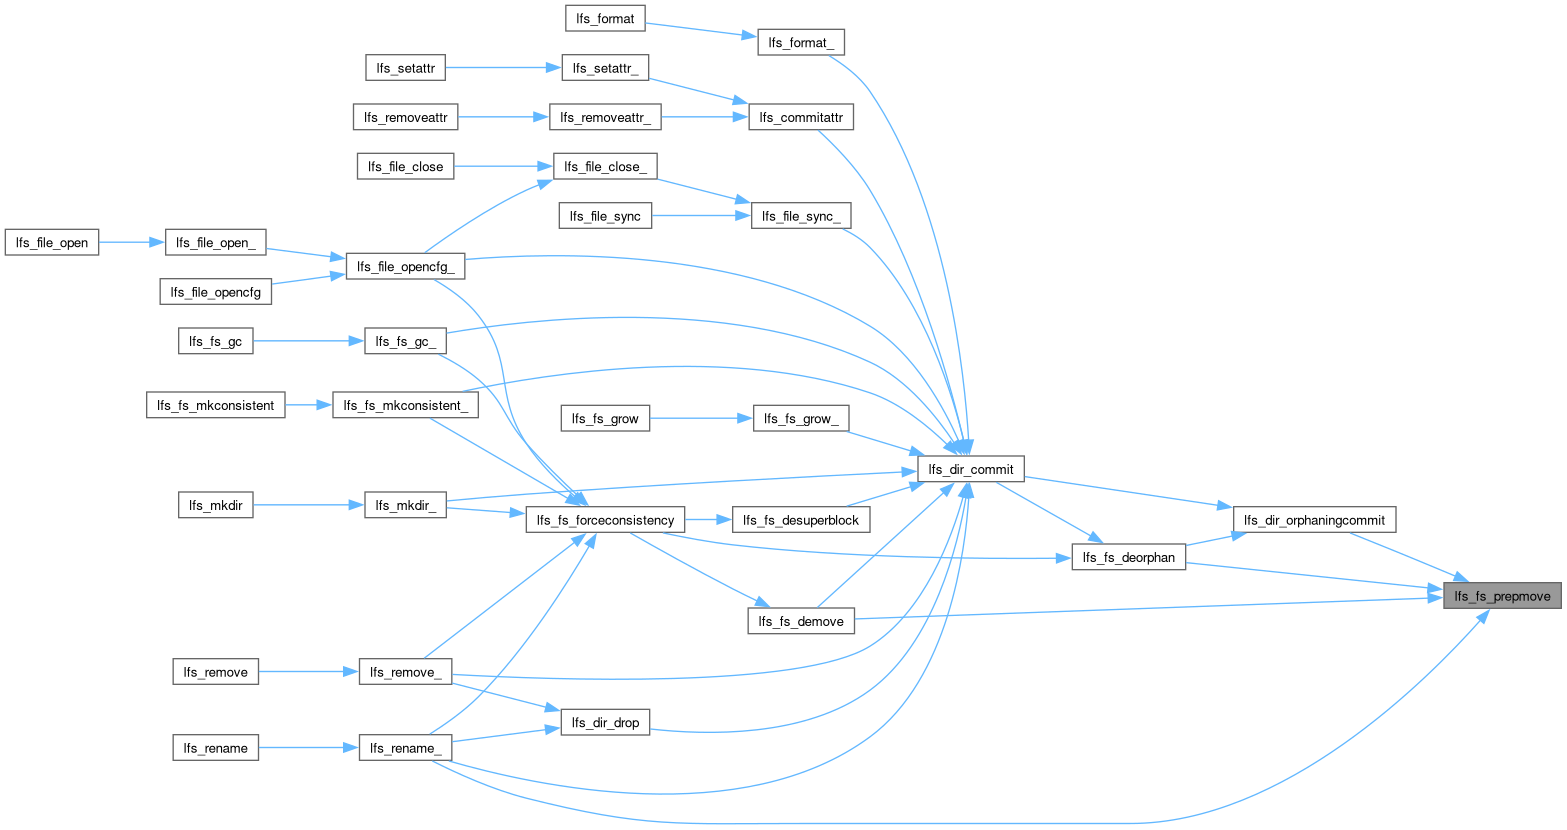 lfs_format
lfs_format_
lfs_setattr
lfs_setattr_
lfs_removeattr
lfs_removeattr_
lfs_commitattr
lfs_file_close
lfs_file_close_
lfs_file_sync
lfs_file_sync_
lfs_file_open
lfs_file_open_
lfs_file_opencfg_
lfs_file_opencfg
lfs_fs_gc
lfs_fs_gc_
lfs_fs_mkconsistent
lfs_fs_mkconsistent_
lfs_fs_grow
lfs_fs_grow_
lfs_dir_commit
lfs_mkdir
lfs_mkdir_
lfs_fs_forceconsistency
lfs_fs_desuperblock
lfs_dir_orphaningcommit
lfs_fs_deorphan
lfs_fs_prepmove
lfs_fs_demove
lfs_remove
lfs_remove_
lfs_dir_drop
lfs_rename
lfs_rename_